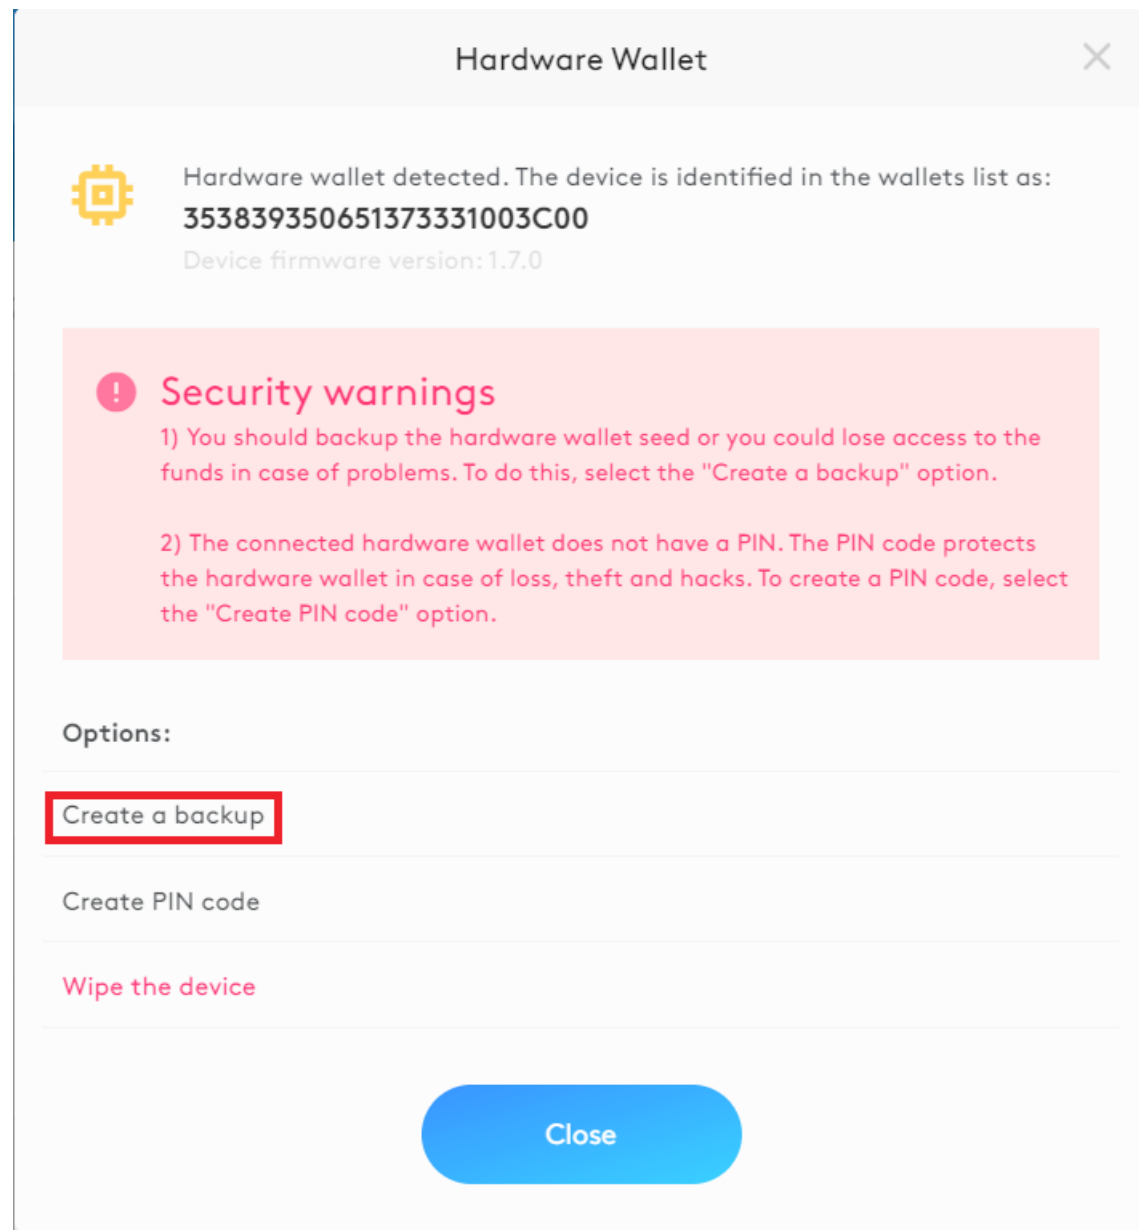 Hardware Wallet
Hardware wallet detected. The device is identified in the wallets list as:
353839350651373331003C00
Device firmware version: 1.7.0
Security warnings
1) You should backup the hardware wallet seed or you could lose access to the
funds in case of problems. To do this, select the "Create a backup" option.
2) The connected hardware wallet does not have a PIN. The PIN code protects
the hardware wallet in case of loss, theft and hacks. To create a PIN code, select
the "Create PIN code" option.
Options:
Create a backup
Create PIN code
Wipe the device
Close